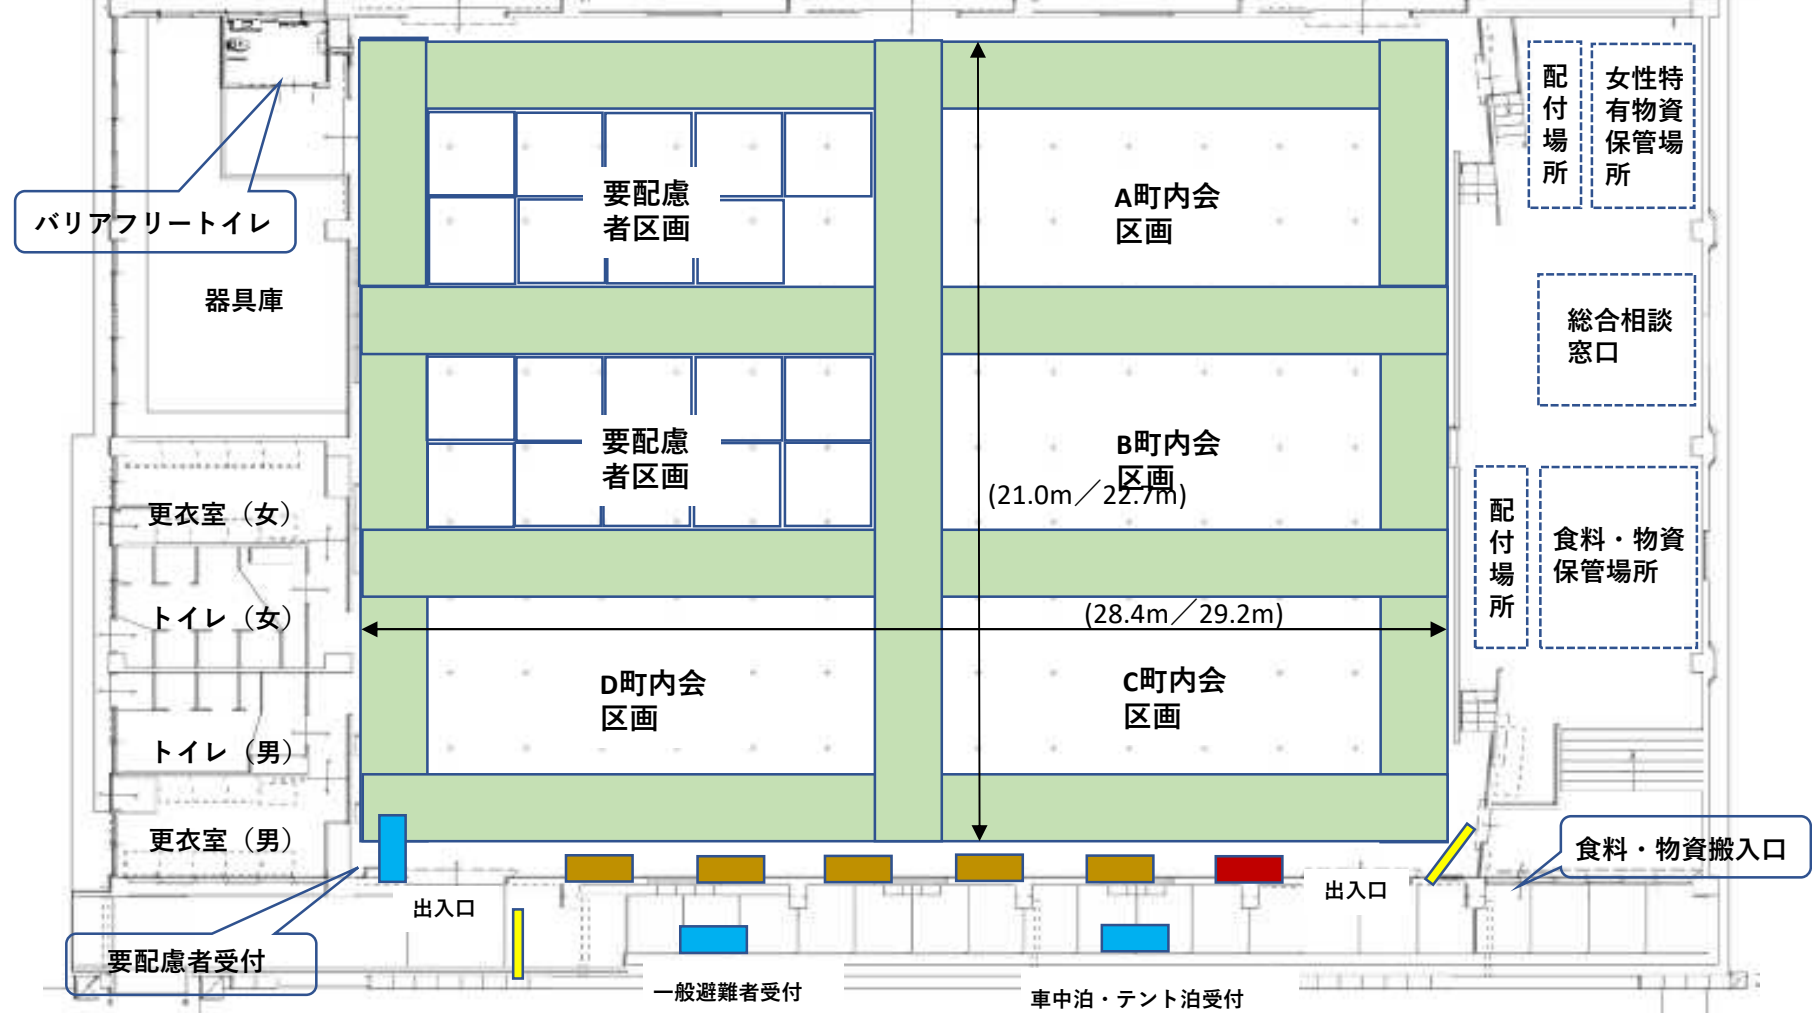 配
付
場
所
女性特
有物資
保管場
所
要配慮
者区画
A町内会
区画
バリアフリートイレ
器具庫
総合相談
窓口
要配慮
者区画
B町内会
区画
(21.0m／22.7m)
更衣室（女）
配
付
場
所
食料・物資
保管場所
トイレ（女）
(28.4m／29.2m)
D町内会
区画
C町内会
区画
トイレ（男）
更衣室（男）
食料・物資搬入口
出入口
出入口
要配慮者受付
一般避難者受付
車中泊・テント泊受付